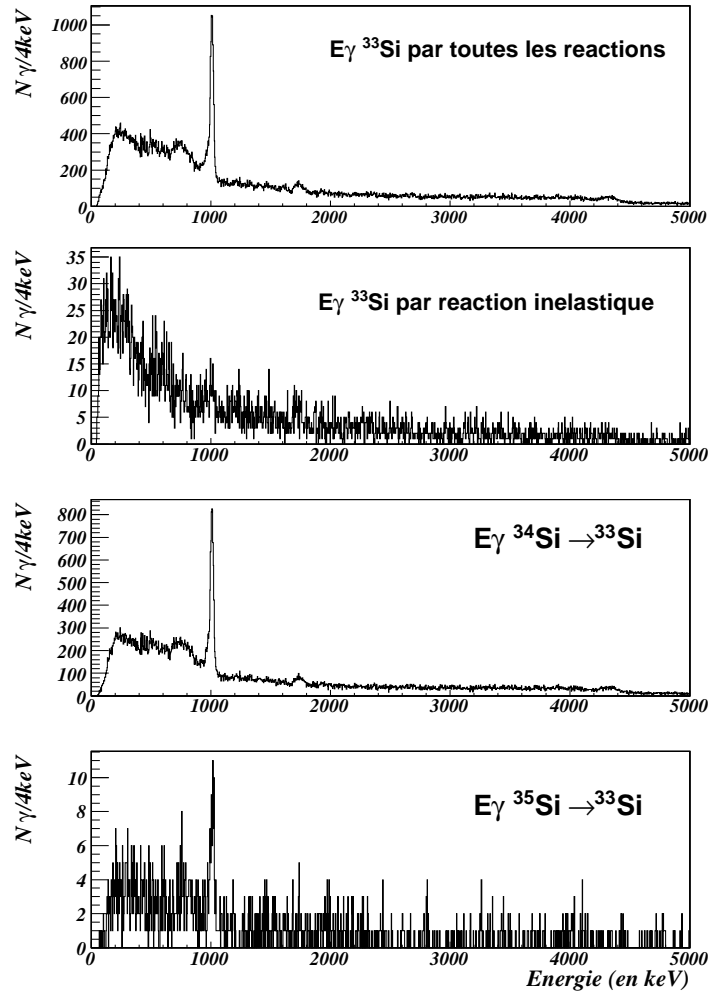 N γ/4keV
1000
800
600
400
200
0
Eγ ³³Si par toutes les reactions
0 1000 2000 3000 4000 5000
N γ/4keV
35
30
25
20
15
10
5
0
Eγ ³³Si par reaction inelastique
0 1000 2000 3000 4000 5000
N γ/4keV
800
700
600
500
400
300
200
100
0
Eγ ³⁴Si →³³Si
0 1000 2000 3000 4000 5000
N γ/4keV
10
8
6
4
2
0
Eγ ³⁵Si →³³Si
0 1000 2000 3000 4000 5000
Energie (en keV)